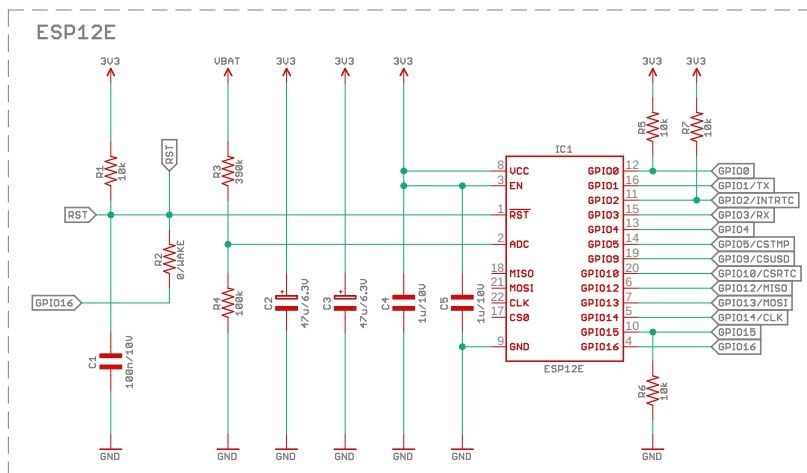 ESP12E
3V3
VBAT
3V3
3V3
3V3
3V3
3V3
R1
10k
RST
R3
390k
R5
10k
R7
10k
IC1
8 VCC
3 EN
1 RST
2 ADC
18 MISO
21 MOSI
22 CLK
17 CS0
9 GND
GPIO0 12 GPIO0
GPIO1 16 GPIO1/TX
GPIO2 11 GPIO2/INTRTC
GPIO3 15 GPIO3/RX
GPIO4 13 GPIO4
GPIO5 14 GPIO5/CSTMP
GPIO9 19 GPIO9/CSUSD
GPIO10 20 GPIO10/CSRTC
GPIO12 6 GPIO12/MISO
GPIO13 7 GPIO13/MOSI
GPIO14 5 GPIO14/CLK
GPIO15 10 GPIO15
GPIO16 4 GPIO16
ESP12E
RST
R2
0/WAKE
GPIO16
R4
100k
C2
47u/6.3V
C3
47u/6.3V
C4
1u/10V
C5
1u/10V
C1
100n/10V
R6
10k
GND
GND
GND
GND
GND
GND
GND